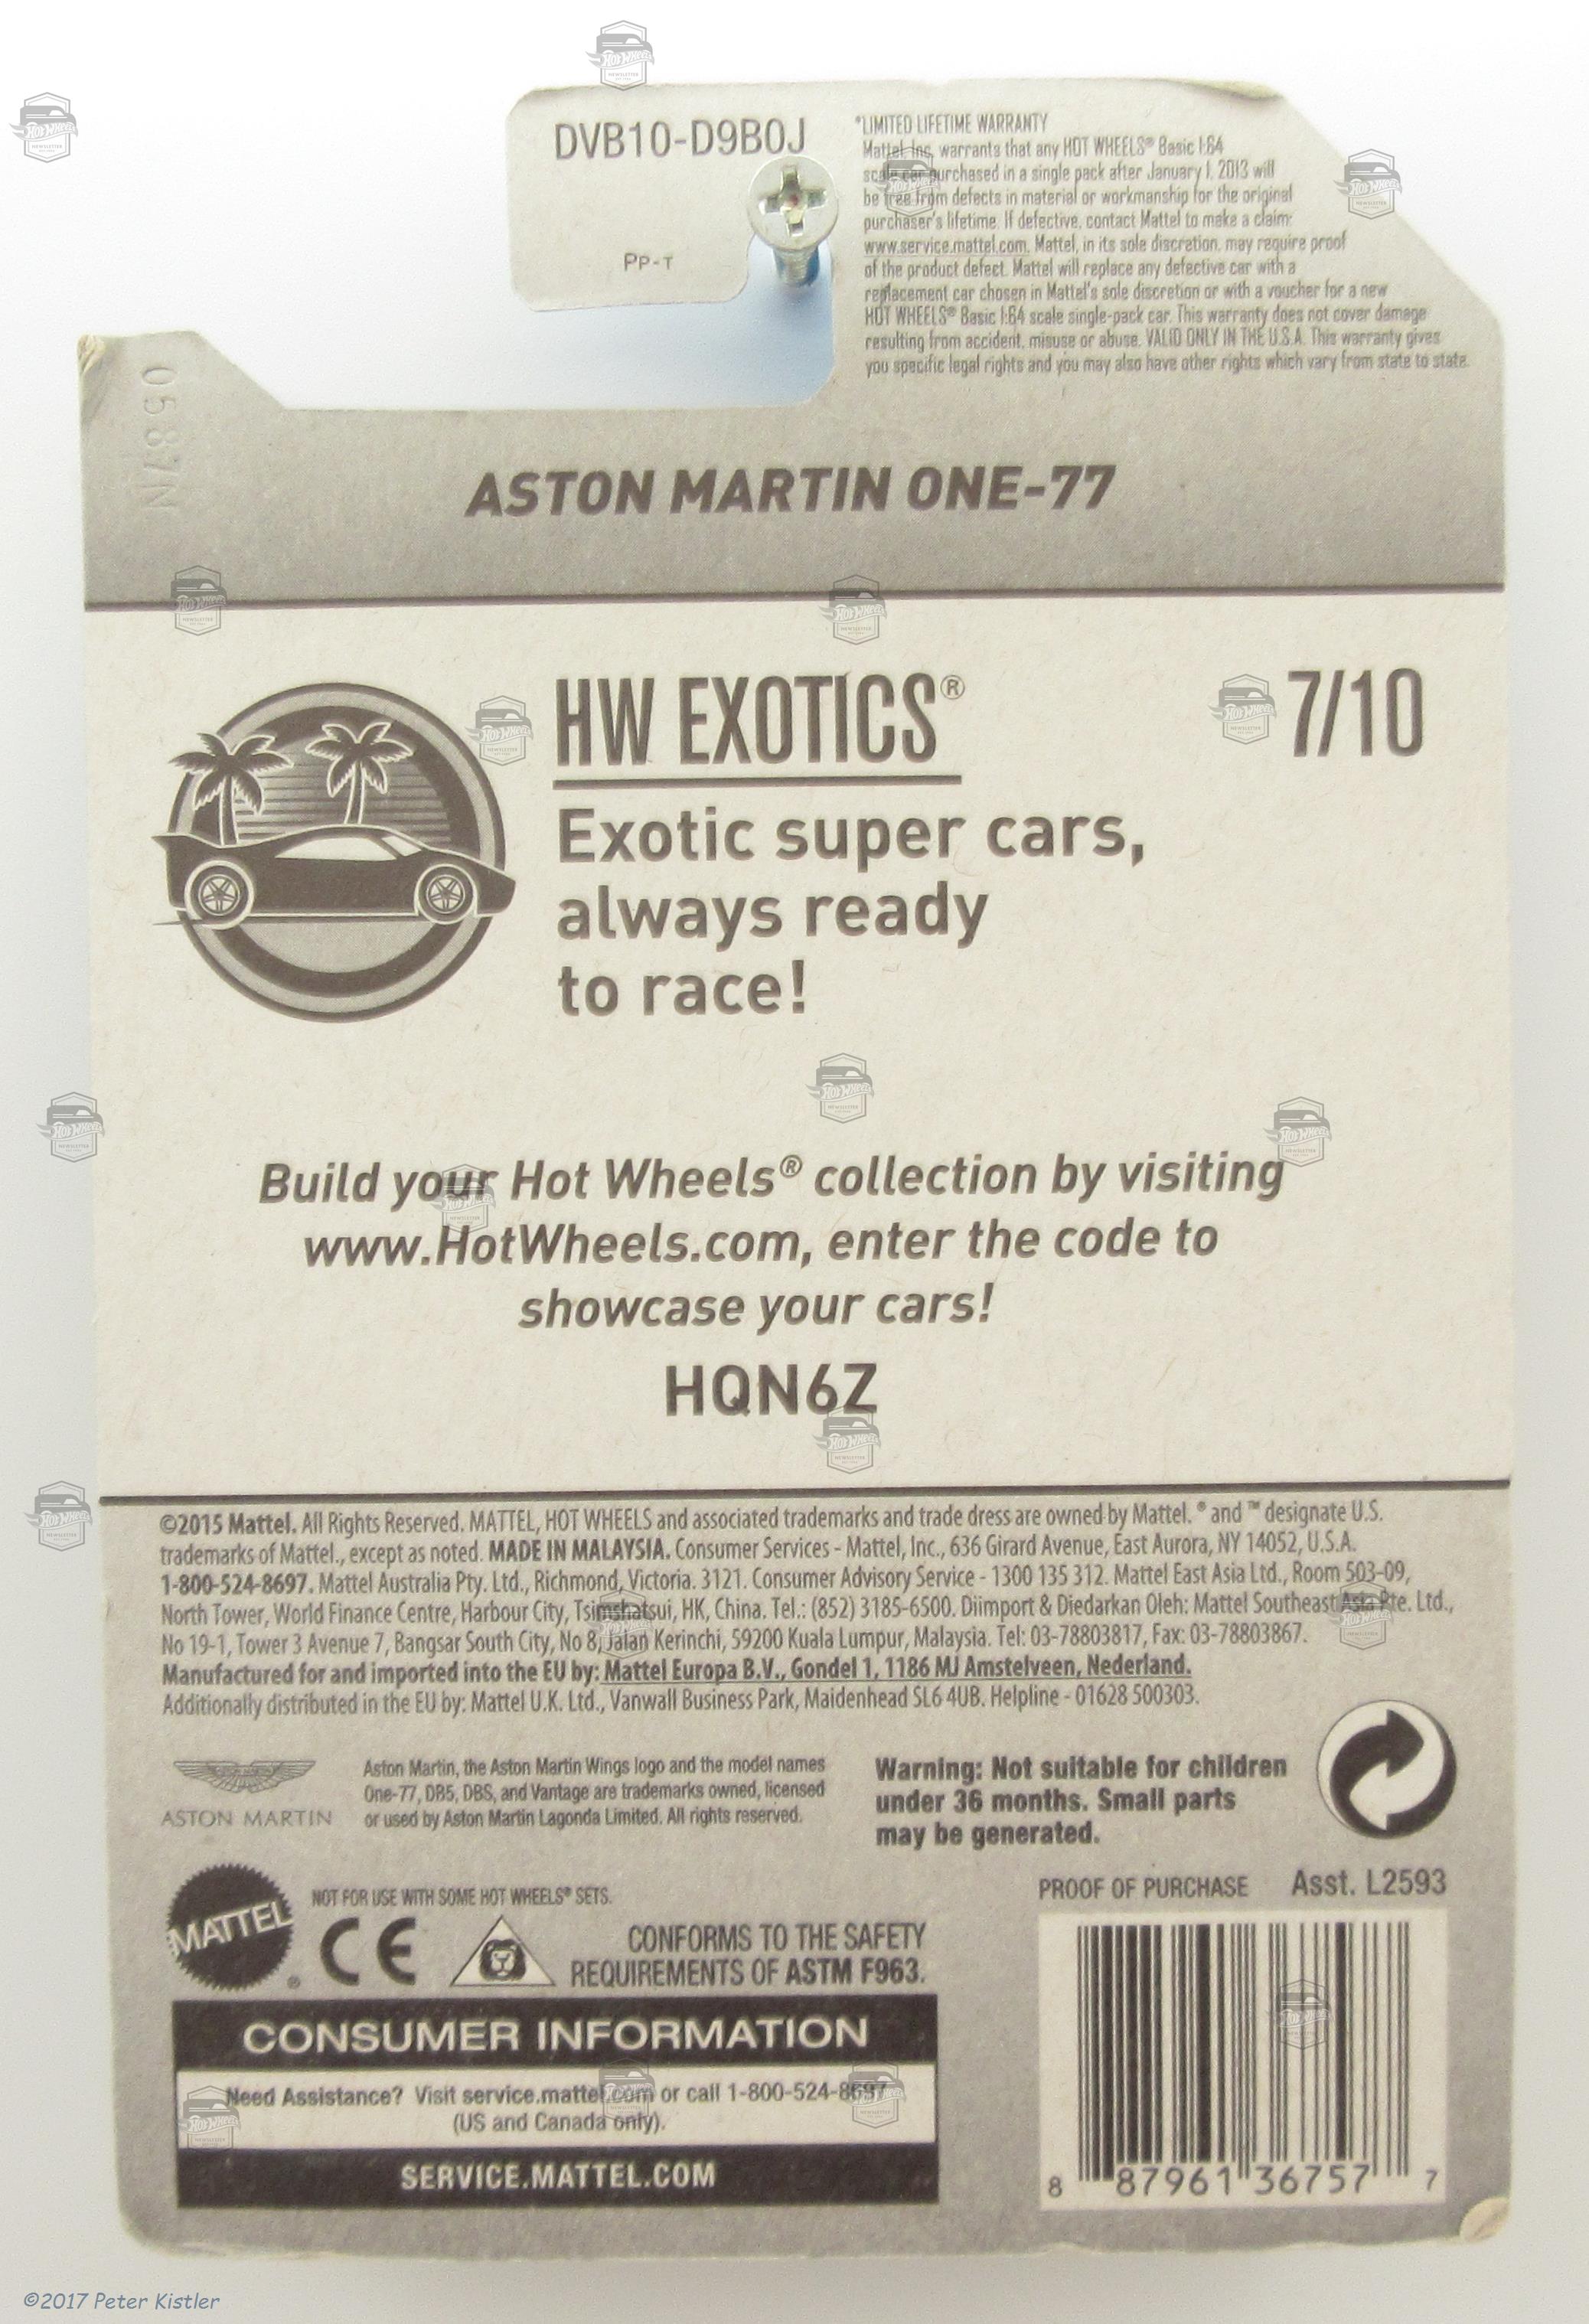 DVB10-D9B0J
PP-T
*LIMITED LIFETIME WARRANTY
Mattel Inc. warrants that any HOT WHEELS® Basic 1:64
scale car purchased in a single pack after January 1, 2013 will
be free from defects in material or workmanship for the original
purchaser's lifetime. If defective, contact Mattel to make a claim:
www.service.mattel.com. Mattel, in its sole discretion, may require proof
of the product defect. Mattel will replace any defective car with a
replacement car chosen in Mattel's sole discretion or with a voucher for a new
HOT WHEELS® Basic 1:64 scale single-pack car. This warranty does not cover damage
resulting from accident, misuse or abuse. VALID ONLY IN THE U.S.A. This warranty gives
you specific legal rights and you may also have other rights which vary from state to state.
05 87N
ASTON MARTIN ONE-77
HW EXOTICS®
7/10
Exotic super cars,
always ready
to race!
Build your Hot Wheels® collection by visiting
www.HotWheels.com, enter the code to
showcase your cars!
HQN6Z
©2015 Mattel. All Rights Reserved. MATTEL, HOT WHEELS and associated trademarks and trade dress are owned by Mattel. ® and ™ designate U.S.
trademarks of Mattel., except as noted. MADE IN MALAYSIA. Consumer Services - Mattel, Inc., 636 Girard Avenue, East Aurora, NY 14052, U.S.A.
1-800-524-8697. Mattel Australia Pty. Ltd., Richmond, Victoria. 3121. Consumer Advisory Service - 1300 135 312. Mattel East Asia Ltd., Room 503-09,
North Tower, World Finance Centre, Harbour City, Tsimshatsui, HK, China. Tel.: (852) 3185-6500. Diimport & Diedarkan Oleh: Mattel Southeast Asia Pte. Ltd.,
No 19-1, Tower 3 Avenue 7, Bangsar South City, No 8, Jalan Kerinchi, 59200 Kuala Lumpur, Malaysia. Tel: 03-78803817, Fax: 03-78803867.
Manufactured for and imported into the EU by: Mattel Europa B.V., Gondel 1, 1186 MJ Amstelveen, Nederland.
Additionally distributed in the EU by: Mattel U.K. Ltd., Vanwall Business Park, Maidenhead SL6 4UB. Helpline - 01628 500303.
ASTON MARTIN
Aston Martin, the Aston Martin Wings logo and the model names
One-77, DB5, DBS, and Vantage are trademarks owned, licensed
or used by Aston Martin Lagonda Limited. All rights reserved.
Warning: Not suitable for children
under 36 months. Small parts
may be generated.
MATTEL®
NOT FOR USE WITH SOME HOT WHEELS® SETS.
CE
CONFORMS TO THE SAFETY
REQUIREMENTS OF ASTM F963.
PROOF OF PURCHASE Asst. L2593
CONSUMER INFORMATION
Need Assistance? Visit service.mattel.com or call 1-800-524-8697
(US and Canada only).
SERVICE.MATTEL.COM
8 87961 36757 7
©2017 Peter Kistler